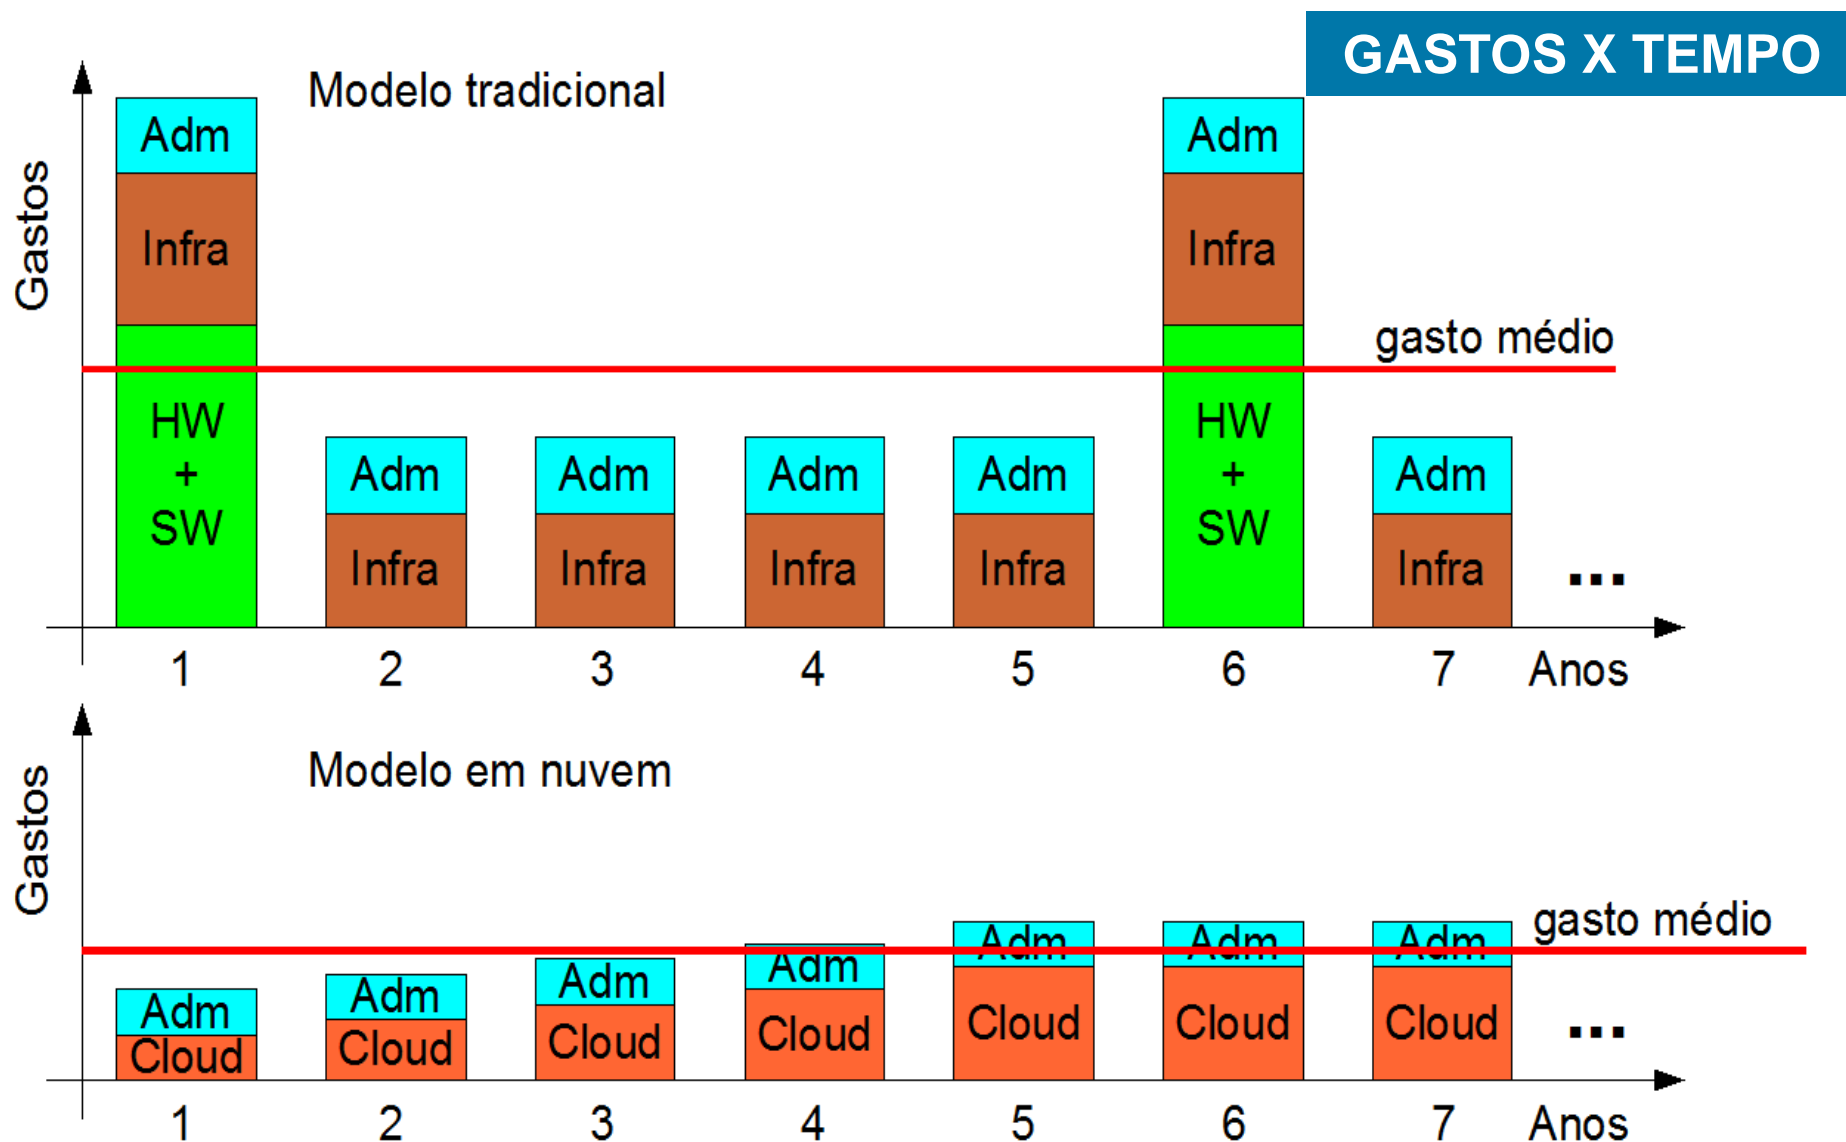 GASTOS X TEMPO
Modelo tradicional
Gastos
Adm
Infra
HW
+
SW
Adm
Infra
Adm
Infra
Adm
Infra
Adm
Infra
Adm
Infra
HW
+
SW
Adm
Infra
gasto médio
...
1 2 3 4 5 6 7 Anos
Modelo em nuvem
Gastos
Adm
Cloud
Adm
Cloud
Adm
Cloud
Adm
Cloud
Adm
Cloud
Adm
Cloud
Adm
Cloud
gasto médio
...
1 2 3 4 5 6 7 Anos